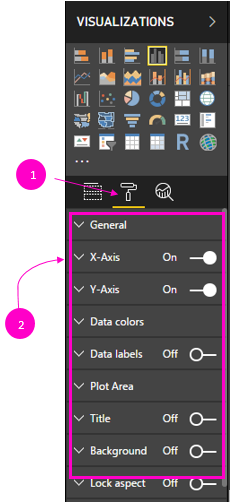 VISUALIZATIONS >
123
R
...
1
General
X-Axis On
Y-Axis On
2
Data colors
Data labels Off
Plot Area
Title Off
Background Off
Lock aspect Off